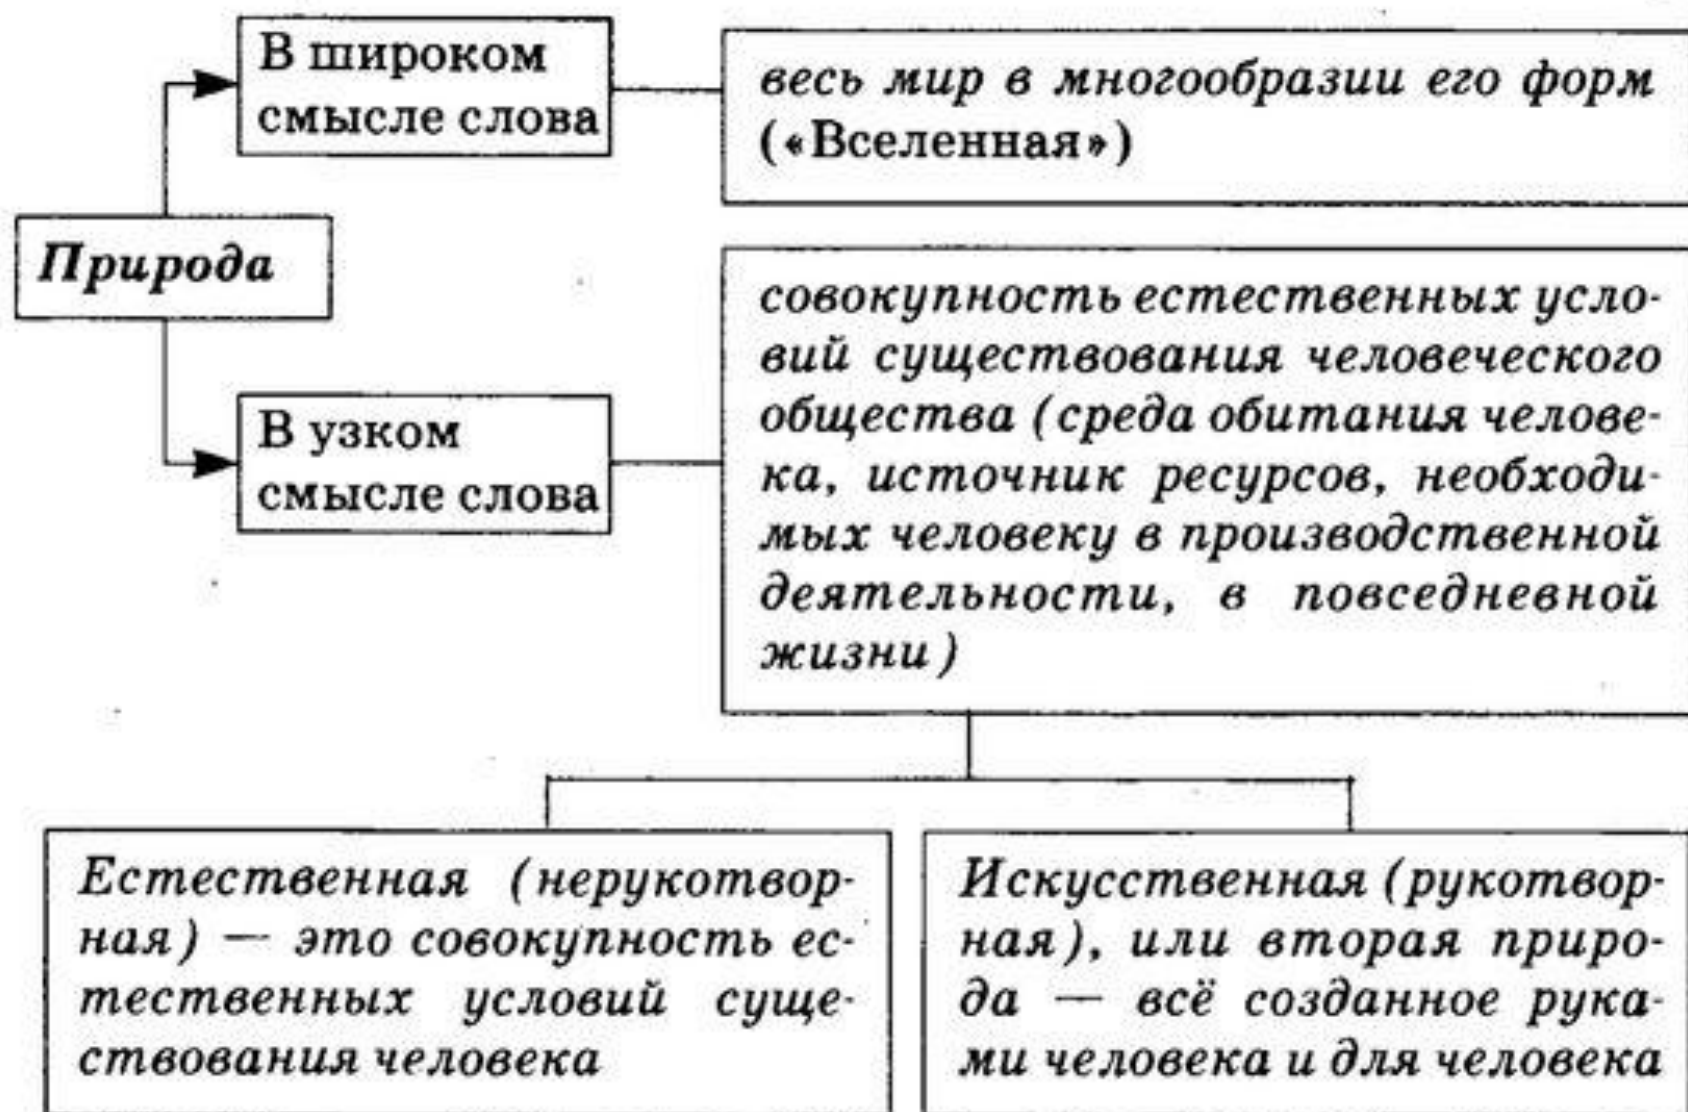 В широком
смысле слова
весь мир в многообразии его форм
(«Вселенная»)
Природа
В узком
смысле слова
совокупность естественных усло-
вий существования человеческого
общества (среда обитания челове-
ка, источник ресурсов, необходи-
мых человеку в производственной
деятельности, в повседневной
жизни)
Естественная (нерукотвор-
ная) — это совокупность ес-
тественных условий суще-
ствования человека
Искусственная (рукотвор-
ная), или вторая приро-
да — всё созданное рука-
ми человека и для человека